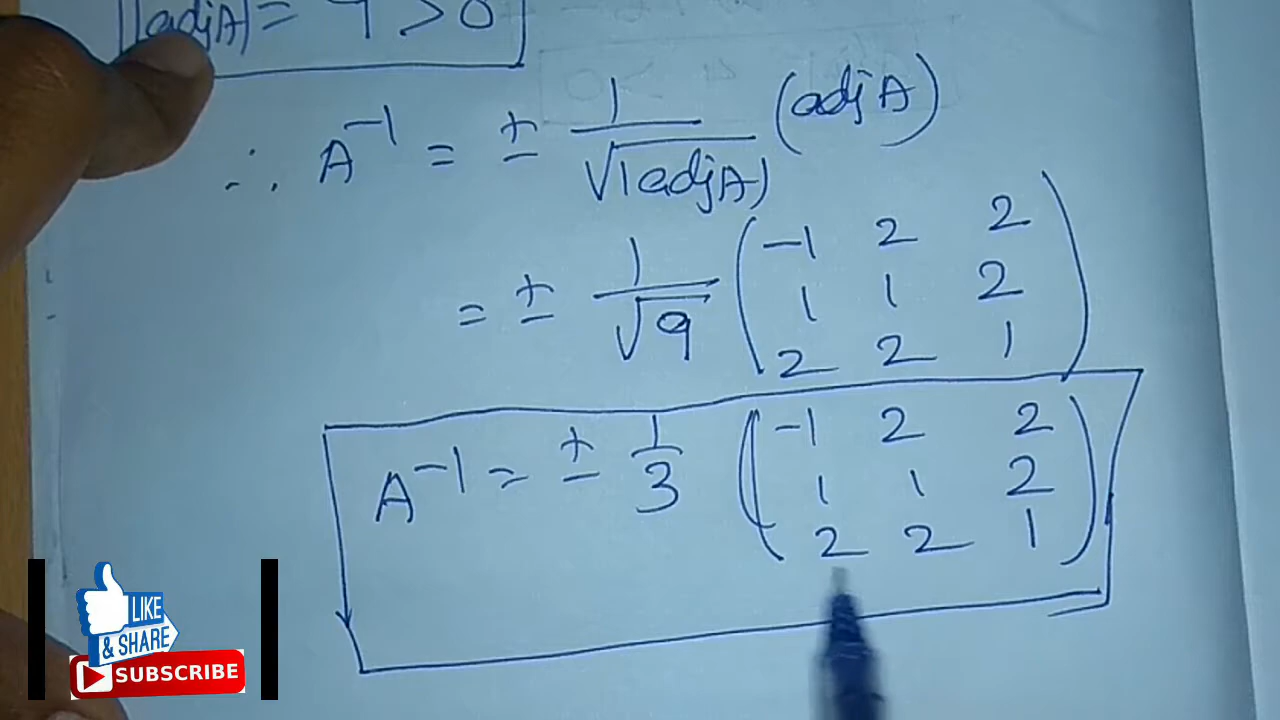 |adjA| = 9 > 0
∴ A⁻¹ = ± 1/√|adjA| (adj A)
= ± 1/√9 ( -1 2 2
1 1 2
2 2 1 )
A⁻¹ = ± 1/3 ( -1 2 2
1 1 2
2 2 1 )
LIKE
& SHARE
SUBSCRIBE